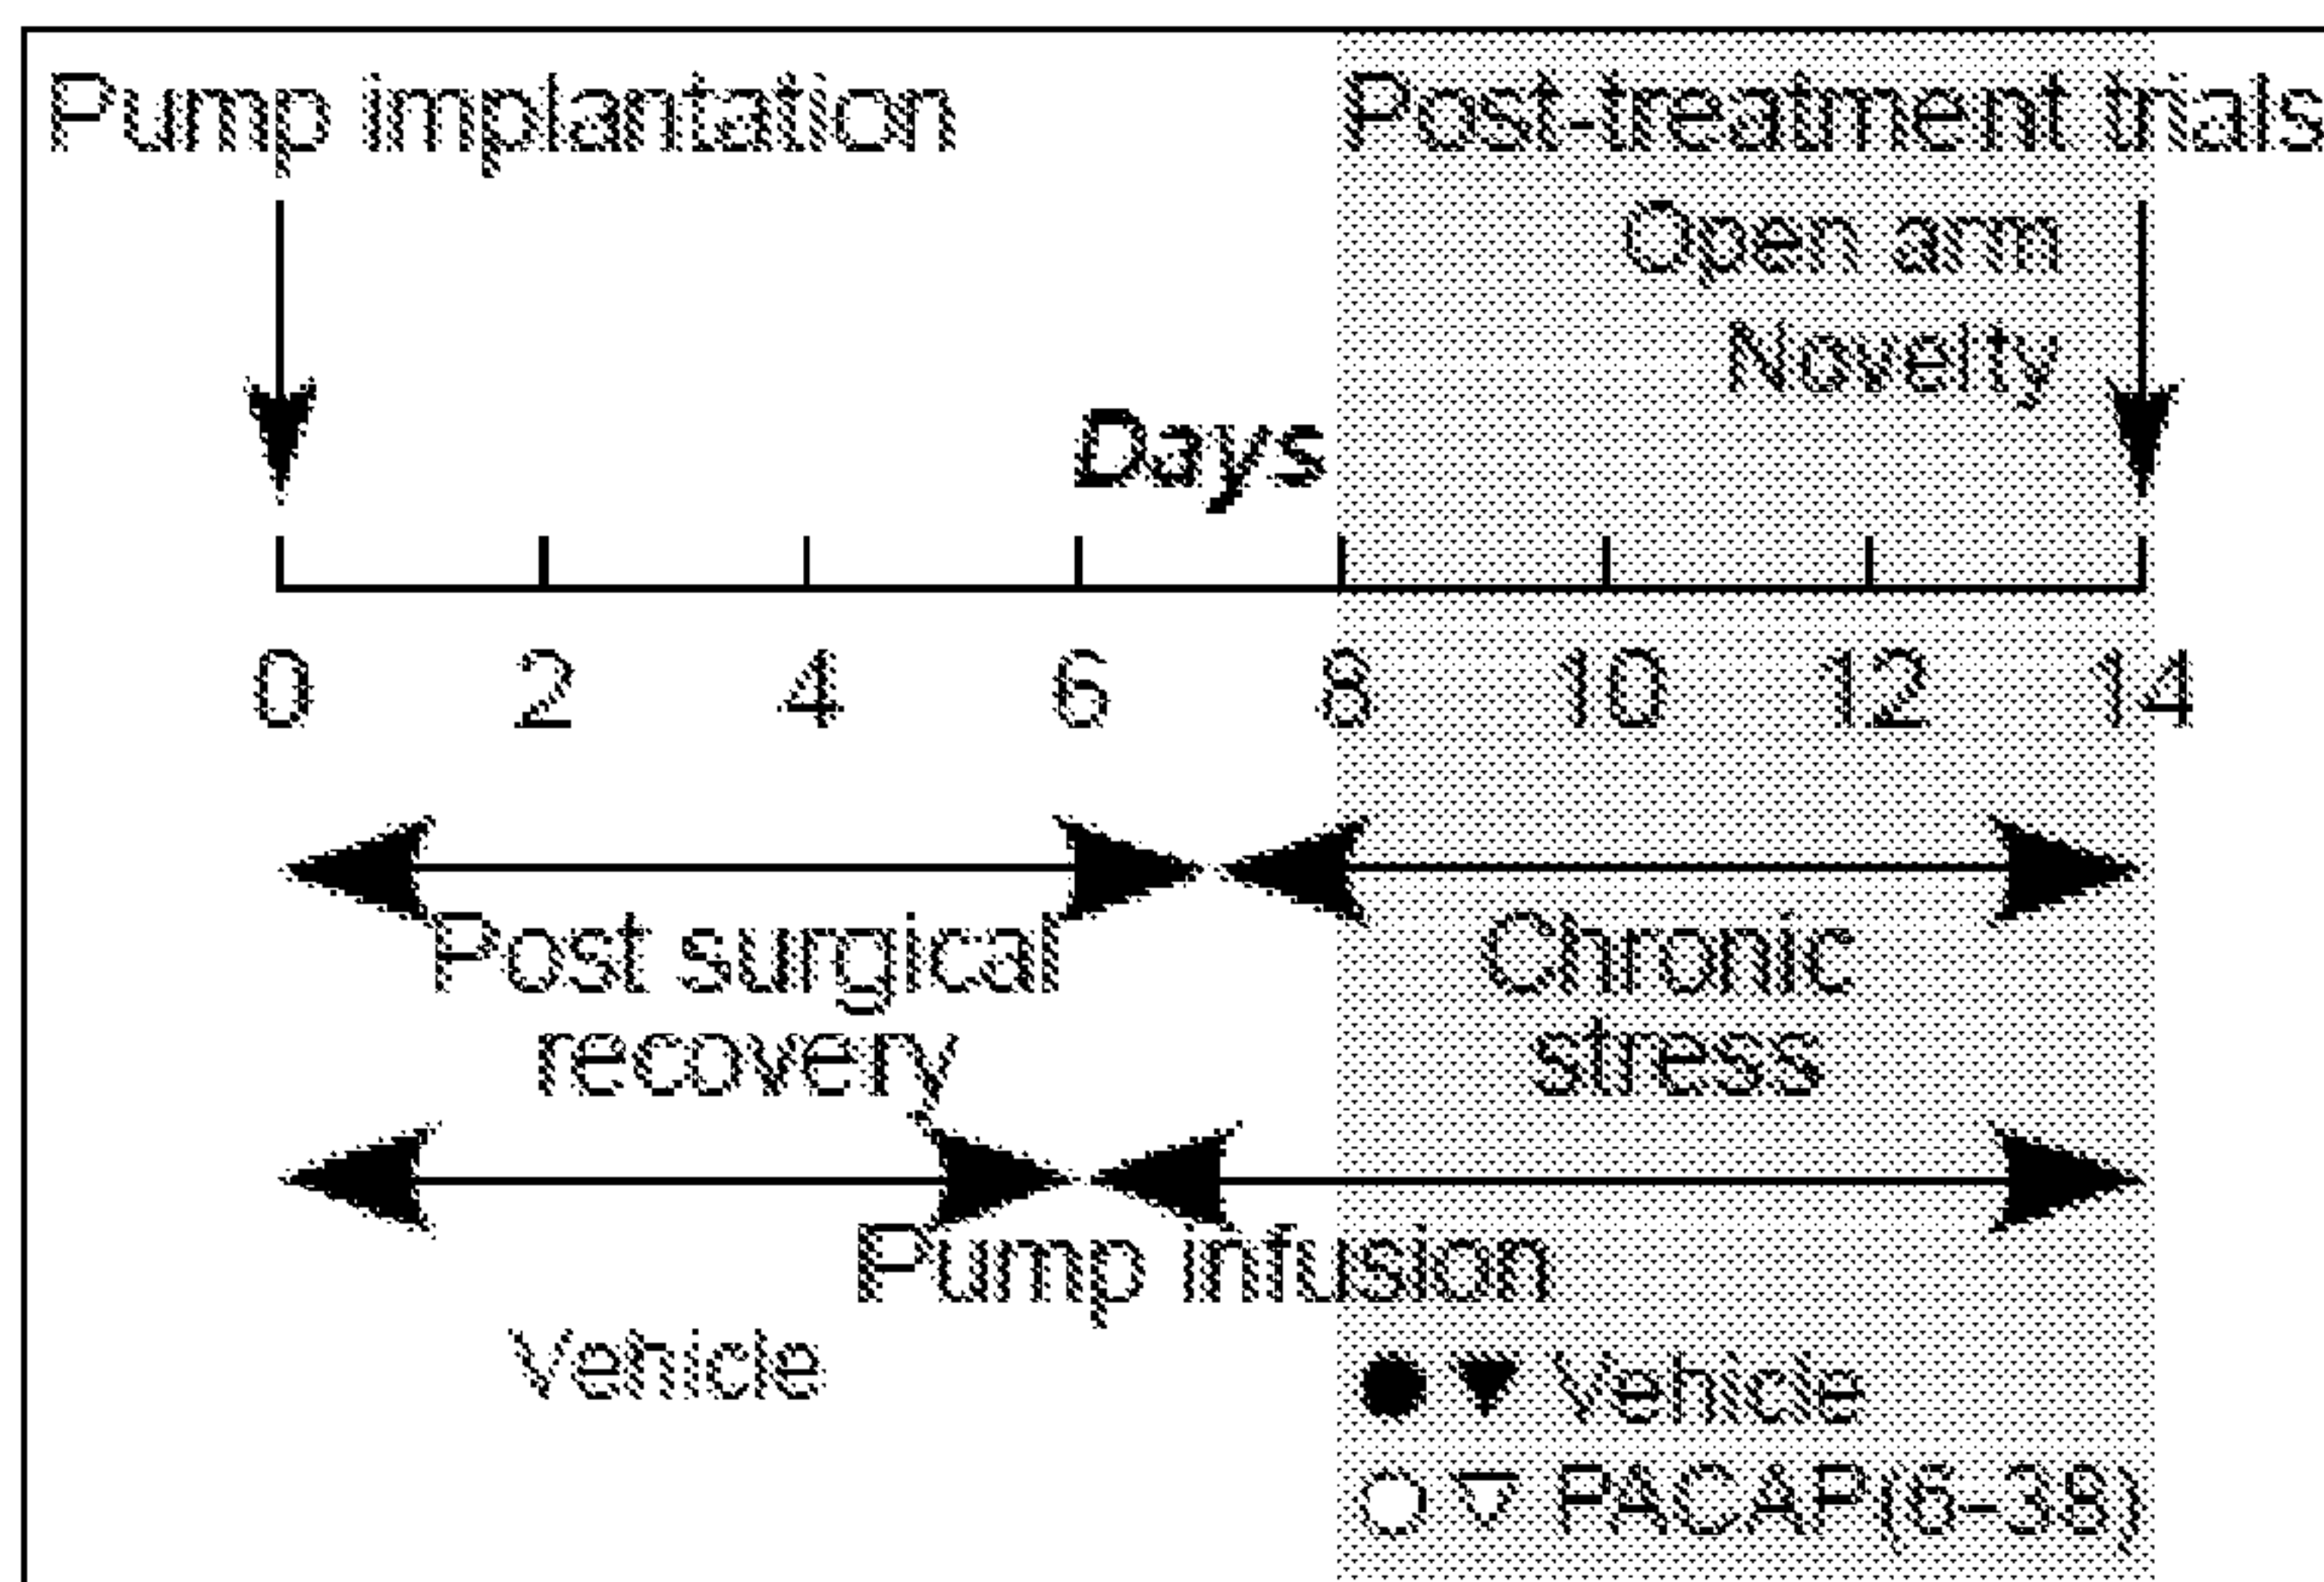 Pump implantation
Post-treatment trials
Open arm
Novelty
Days
0 2 4 6 8 10 12 14
Post surgical
recovery
Chronic
stress
Pump infusion
Vehicle
Vehicle
PACAP(6-38)